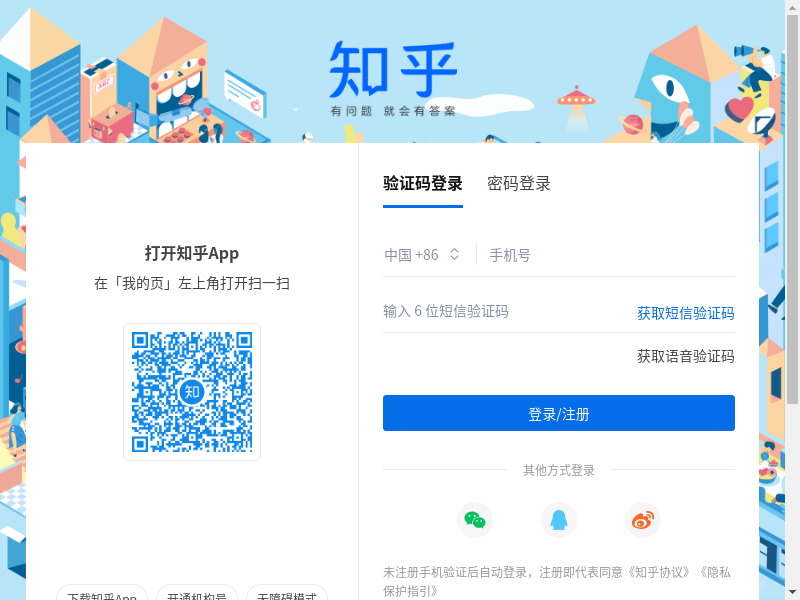 知乎
有问题 就会有答案
打开知乎App
在「我的页」左上角打开扫一扫
知
下载知乎App
开通机构号
无障碍模式
验证码登录
密码登录
中国 +86
手机号
输入 6 位短信验证码
获取短信验证码
获取语音验证码
登录/注册
其他方式登录
未注册手机验证后自动登录，注册即代表同意《知乎协议》《隐私
保护指引》